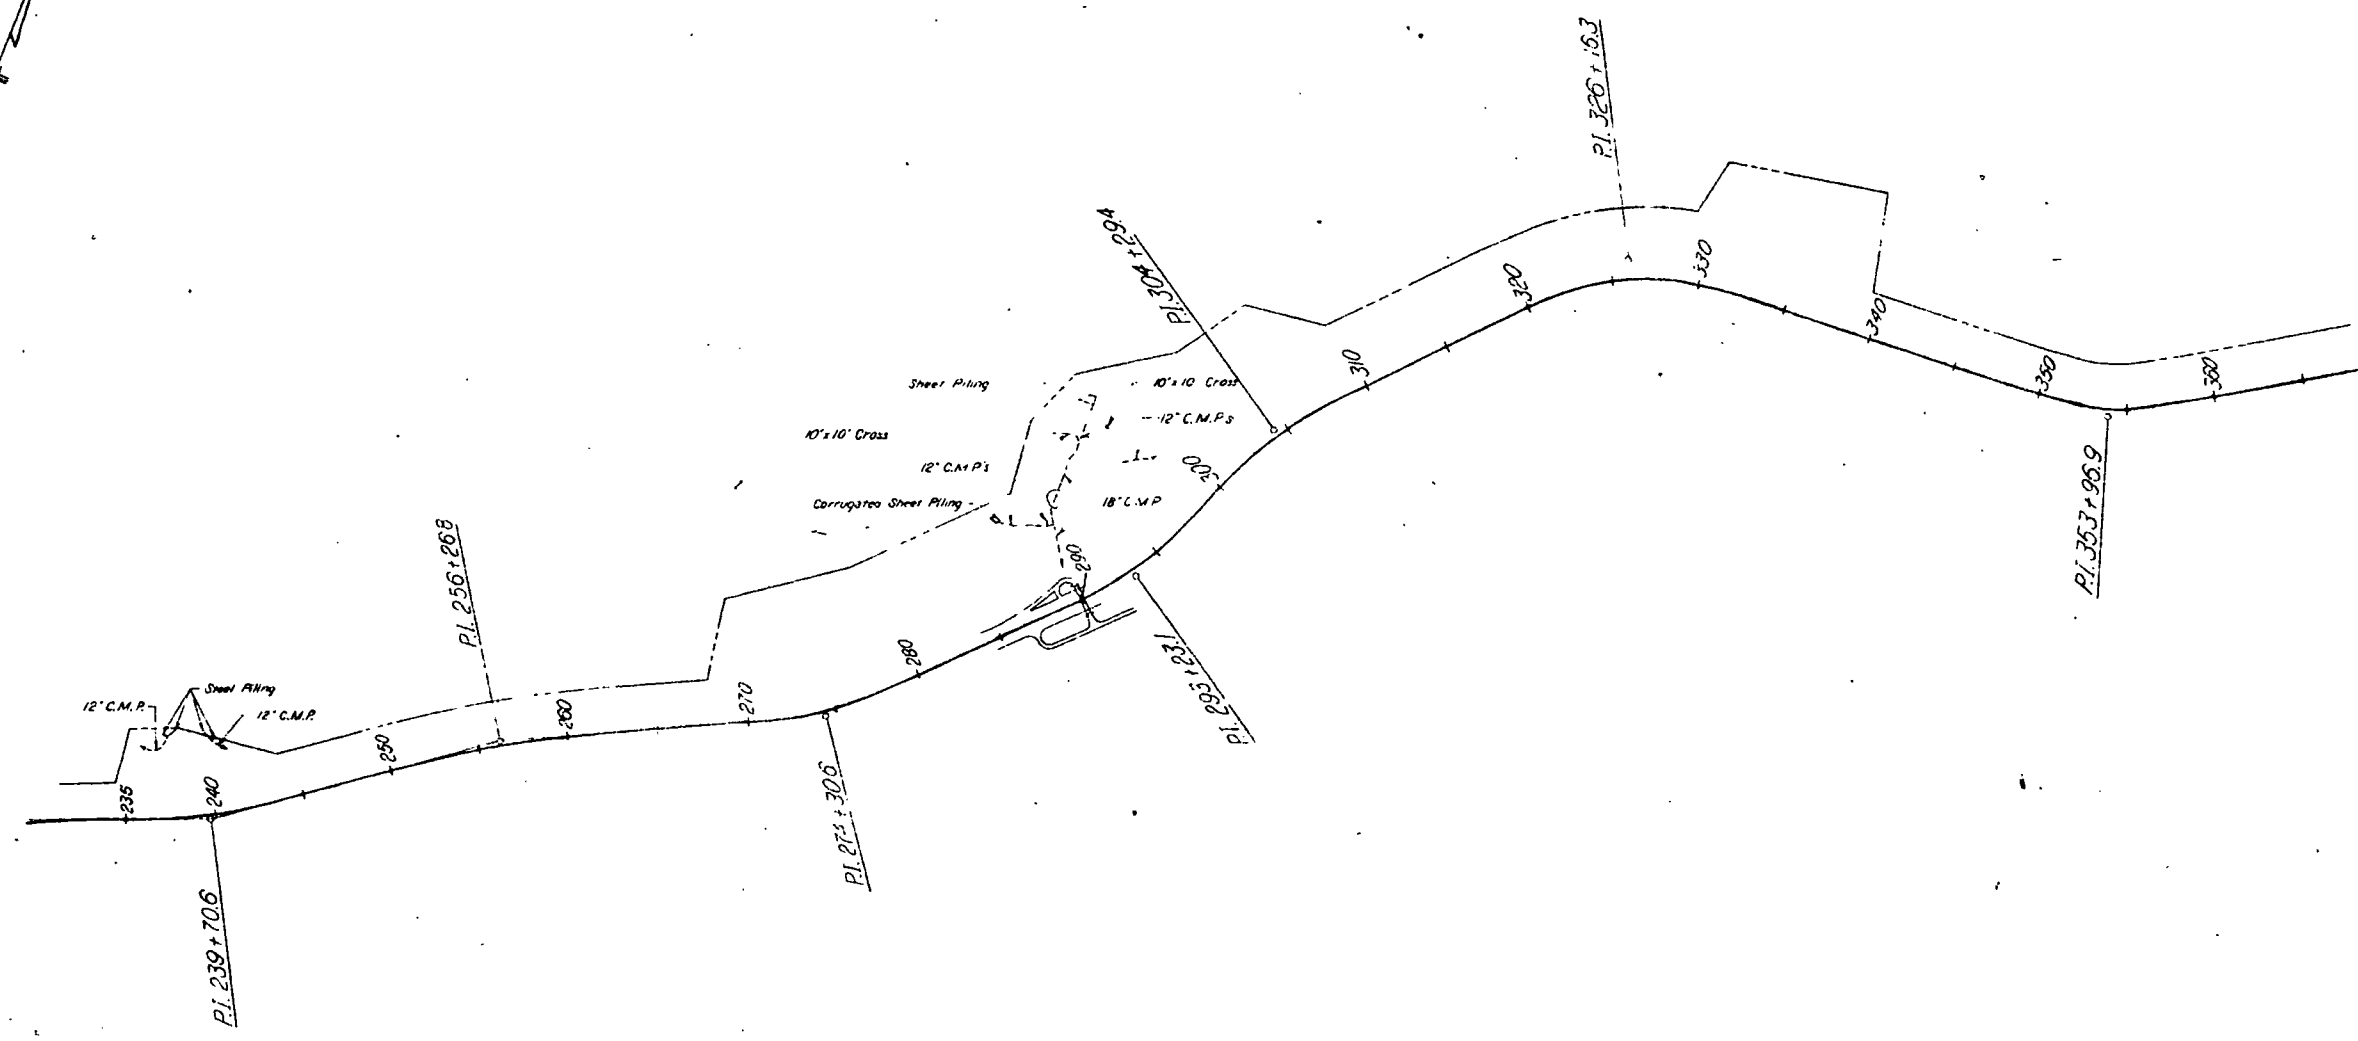 P.I. 326+16.3
P.I. 304+29.4
330
320
340
310
350
360
Sheet Piling
10"x10" Cross
12" C.M.P.s
10"x10" Cross
12" C.M.P.'s
300
Corrugated Sheet Piling
18" C.M.P.
P.I. 353+96.9
P.I. 256+26.8
290
280
P.I. 295+23.1
Steel Piling
12" C.M.P.
12" C.M.P.
270
260
250
240
235
P.I. 273+30.6
P.I. 239+70.6